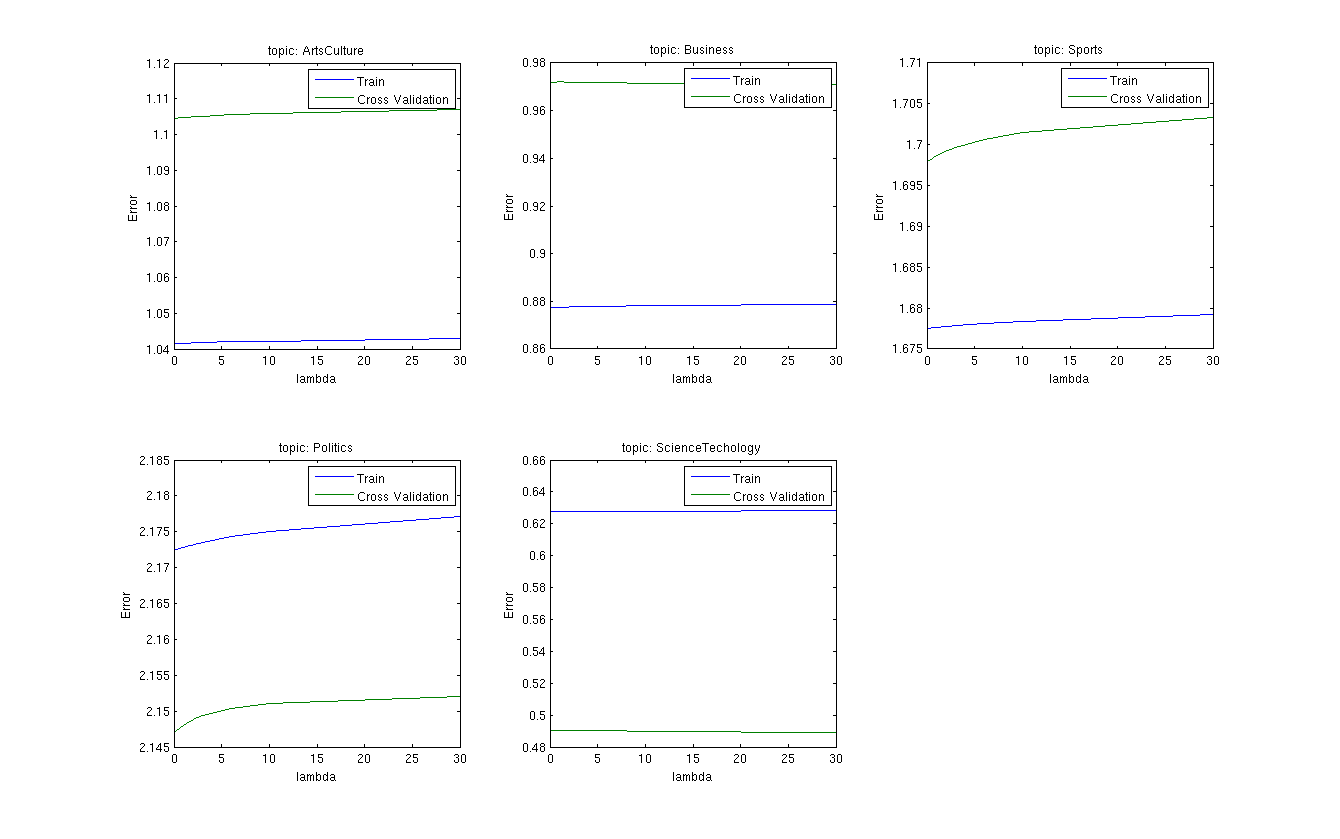 topic: ArtsCulture
1.12
1.11
1.1
1.09
1.08
1.07
1.06
1.05
1.04
Error
0 5 10 15 20 25 30
lambda
Train
Cross Validation
topic: Business
0.98
0.96
0.94
0.92
0.9
0.88
0.86
Error
0 5 10 15 20 25 30
lambda
Train
Cross Validation
topic: Sports
1.71
1.705
1.7
1.695
1.69
1.685
1.68
1.675
Error
0 5 10 15 20 25 30
lambda
Train
Cross Validation
topic: Politics
2.185
2.18
2.175
2.17
2.165
2.16
2.155
2.15
2.145
Error
0 5 10 15 20 25 30
lambda
Train
Cross Validation
topic: ScienceTechology
0.66
0.64
0.62
0.6
0.58
0.56
0.54
0.52
0.5
0.48
Error
0 5 10 15 20 25 30
lambda
Train
Cross Validation